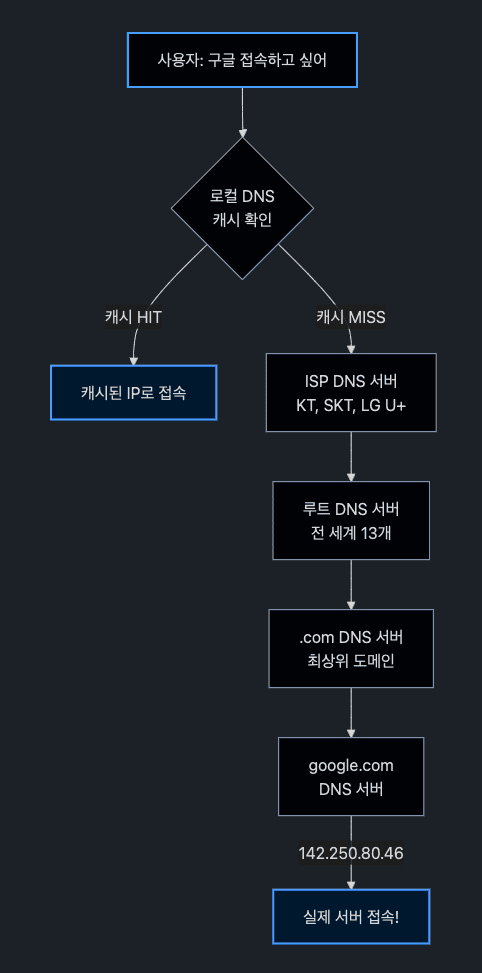 사용자: 구글 접속하고 싶어
로컬 DNS
캐시 확인
캐시 HIT
캐시 MISS
캐시된 IP로 접속
ISP DNS 서버
KT, SKT, LG U+
루트 DNS 서버
전 세계 13개
.com DNS 서버
최상위 도메인
google.com
DNS 서버
142.250.80.46
실제 서버 접속!